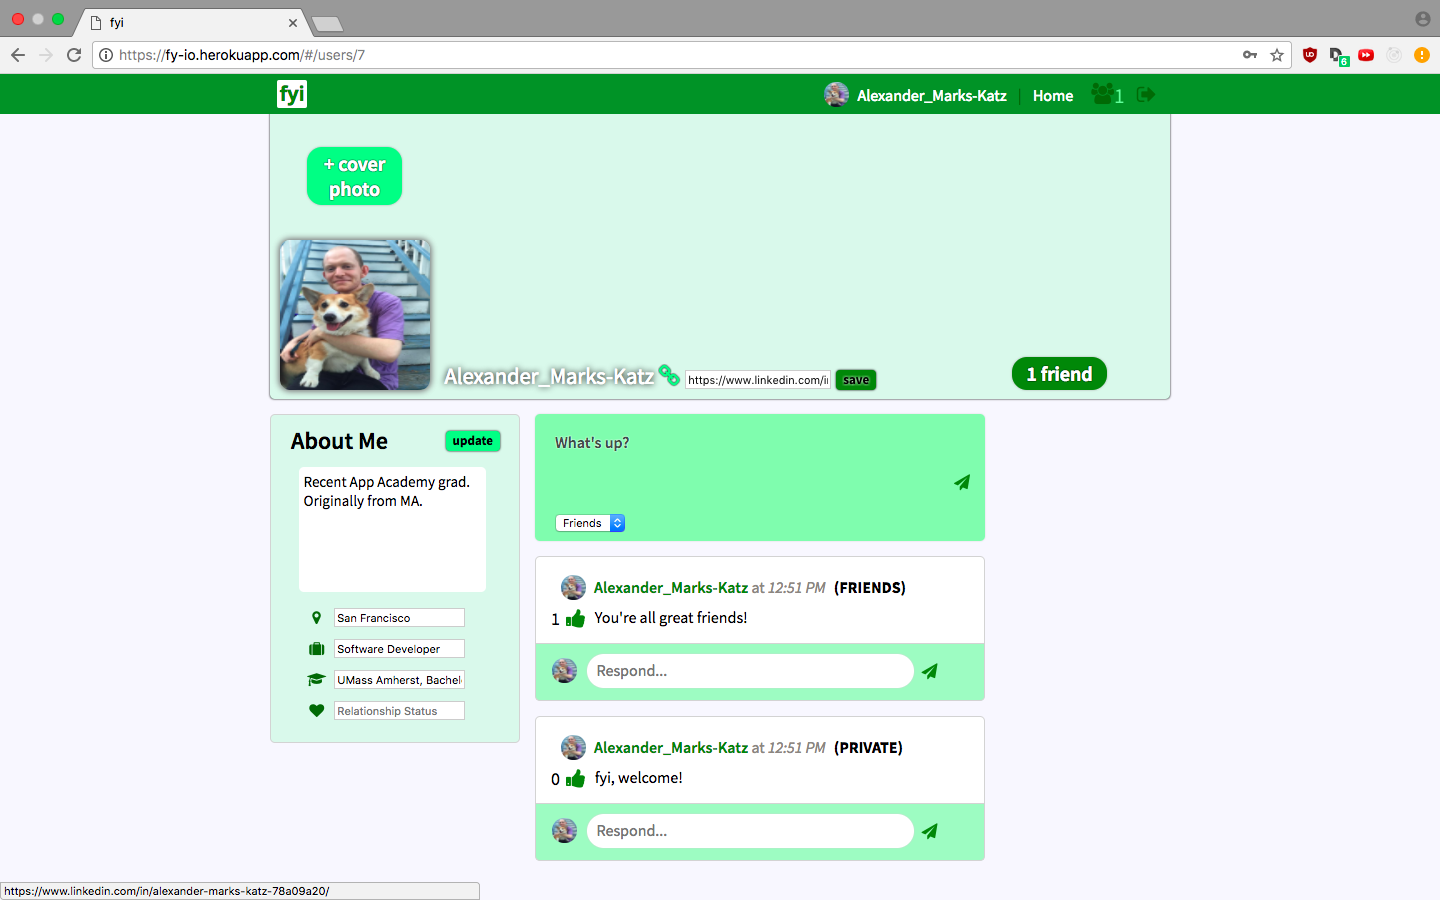 fyi
https://fy-io.herokuapp.com/#/users/7
6
fyi
Alexander_Marks-Katz | Home 1
+ cover
photo
Alexander_Marks-Katz https://www.linkedin.com/i save
1 friend
About Me update
Recent App Academy grad.
Originally from MA.
San Francisco
Software Developer
UMass Amherst, Bachel
Relationship Status
What's up?
Friends
Alexander_Marks-Katz at 12:51 PM (FRIENDS)
1 You're all great friends!
Respond...
Alexander_Marks-Katz at 12:51 PM (PRIVATE)
0 fyi, welcome!
Respond...
https://www.linkedin.com/in/alexander-marks-katz-78a09a20/